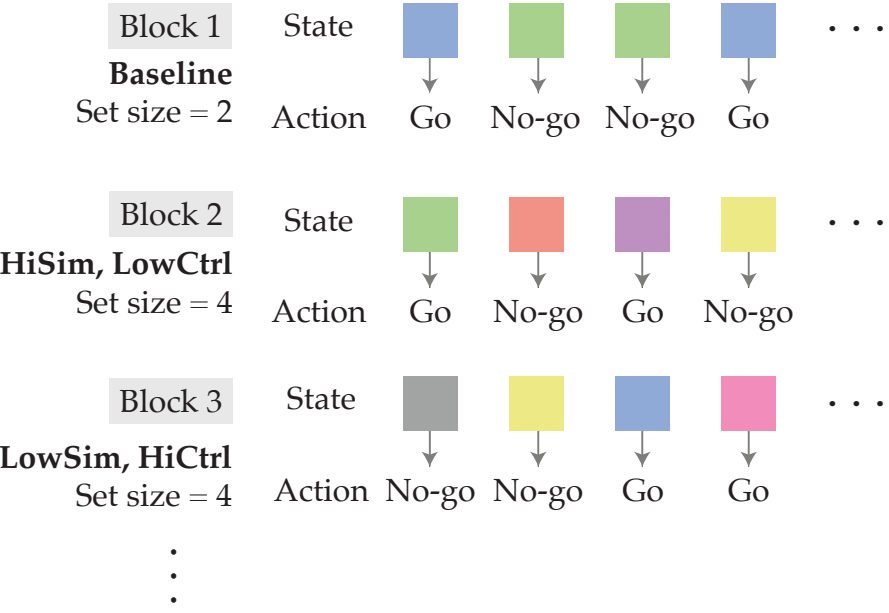 Block 1 State . . .
Baseline
Set size = 2 Action Go No-go No-go Go
Block 2 State . . .
HiSim, LowCtrl
Set size = 4 Action Go No-go Go No-go
Block 3 State . . .
LowSim, HiCtrl
Set size = 4 Action No-go No-go Go Go
.
.
.